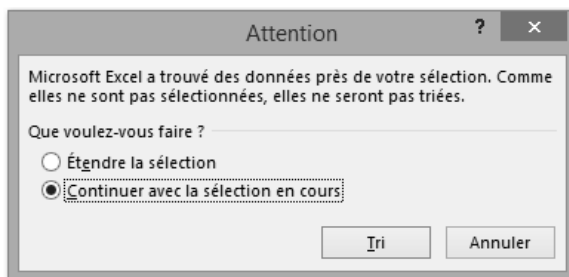 Attention
? ×
Microsoft Excel a trouvé des données près de votre sélection. Comme
elles ne sont pas sélectionnées, elles ne seront pas triées.
Que voulez-vous faire ?
Étendre la sélection
Continuer avec la sélection en cours
Tri Annuler